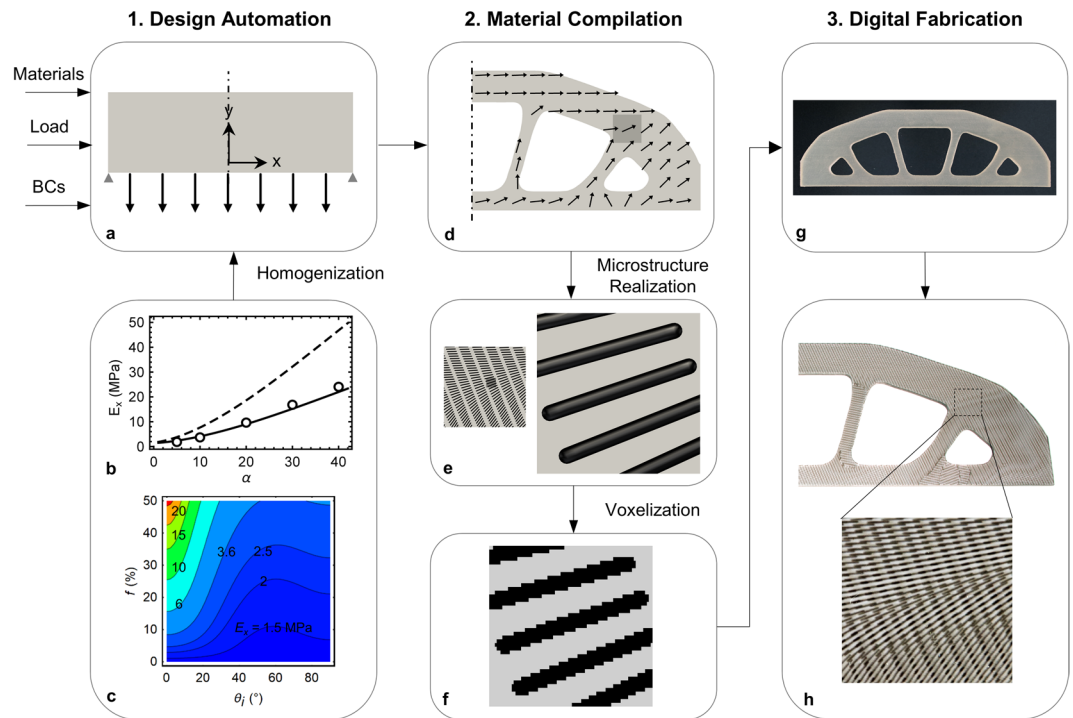 1. Design Automation
2. Material Compilation
3. Digital Fabrication
Materials
Load
BCs
y
x
a
Homogenization
50
40
30
20
10
0
E_x (MPa)
0 10 20 30 40
α
b
50
40
30
20
10
0
f (%)
20
15
10
6
3.6
2.5
2
E_x = 1.5 MPa
0 20 40 60 80
θ_i (°)
c
d
Microstructure
Realization
e
Voxelization
f
g
h